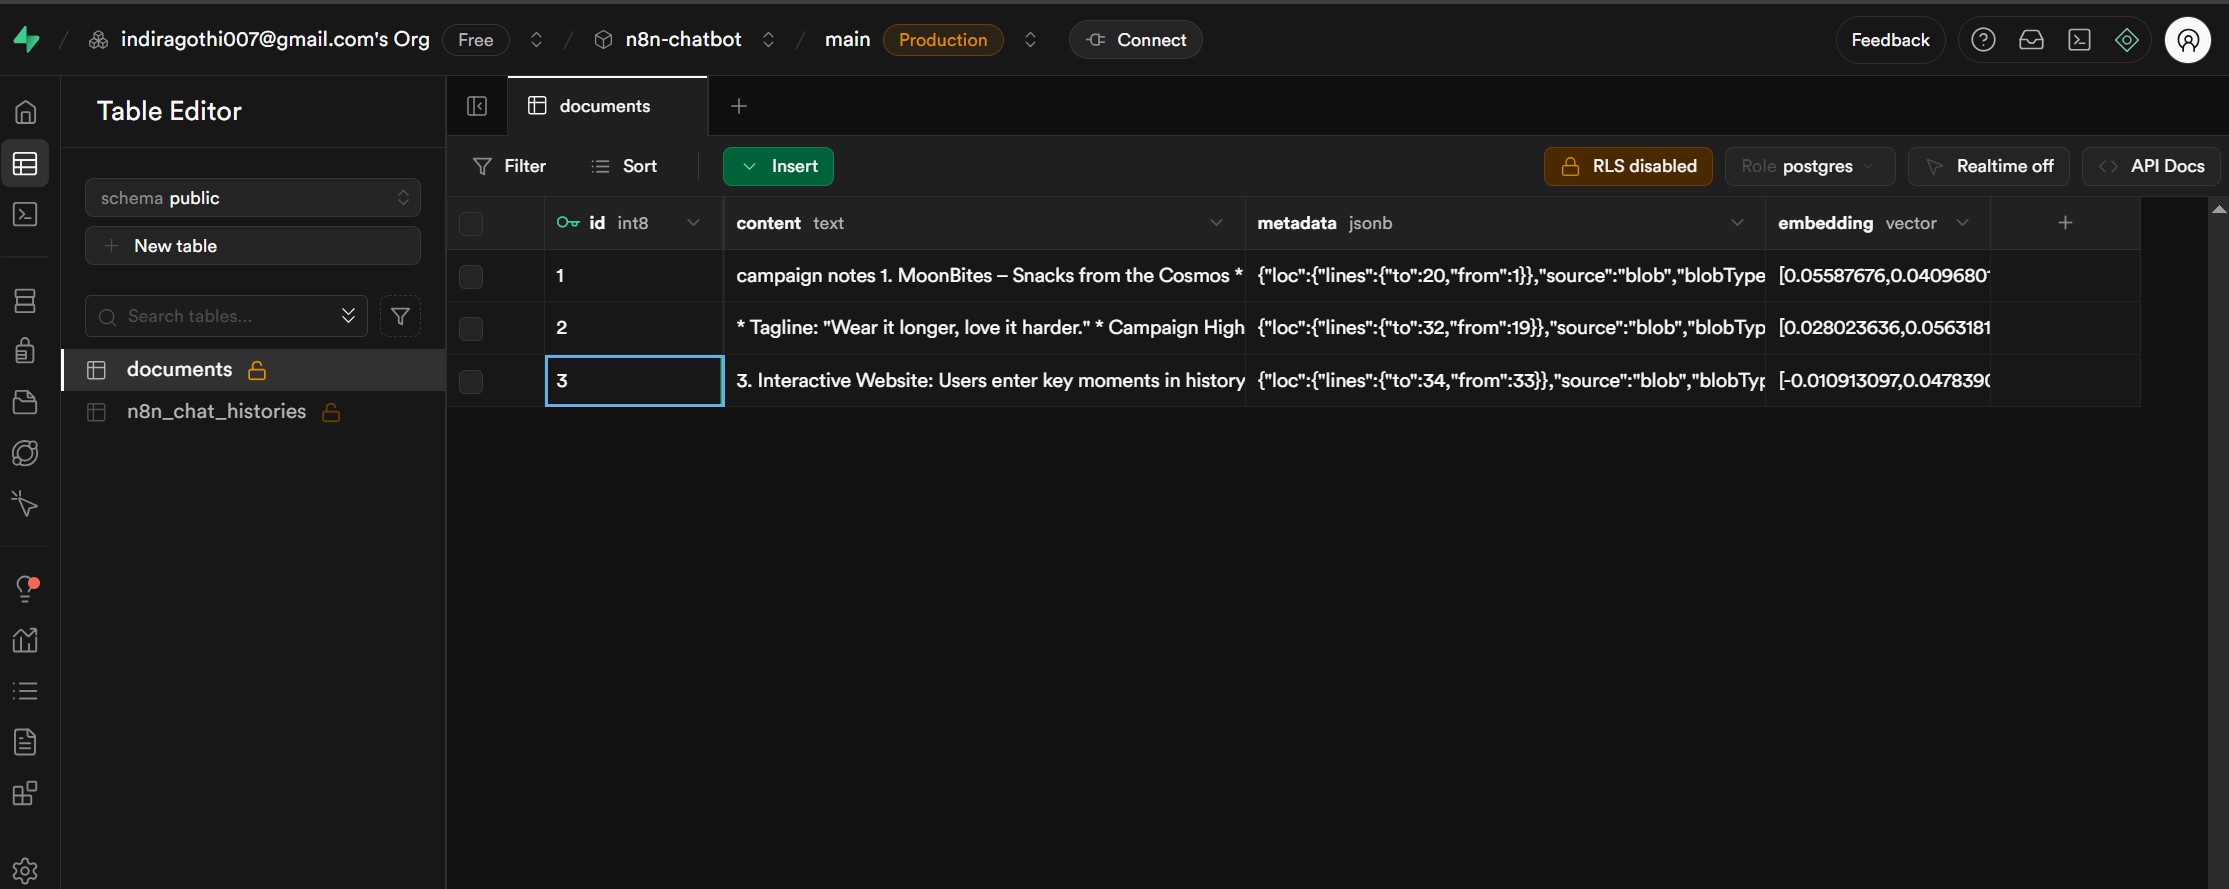 indiragothi007@gmail.com's Org Free n8n-chatbot main Production Connect Feedback
Table Editor
documents
Filter Sort Insert RLS disabled Role postgres Realtime off API Docs
schema public
New table
Search tables...
documents
n8n_chat_histories
id int8 content text metadata jsonb embedding vector
1 campaign notes 1. MoonBites – Snacks from the Cosmos * {"loc":{"lines":{"to":20,"from":1}},"source":"blob","blobType [0.05587676,0.0409680
2 * Tagline: "Wear it longer, love it harder." * Campaign High {"loc":{"lines":{"to":32,"from":19}},"source":"blob","blobTyp [0.028023636,0.0563181
3 3. Interactive Website: Users enter key moments in history {"loc":{"lines":{"to":34,"from":33}},"source":"blob","blobTyp [-0.010913097,0.047839